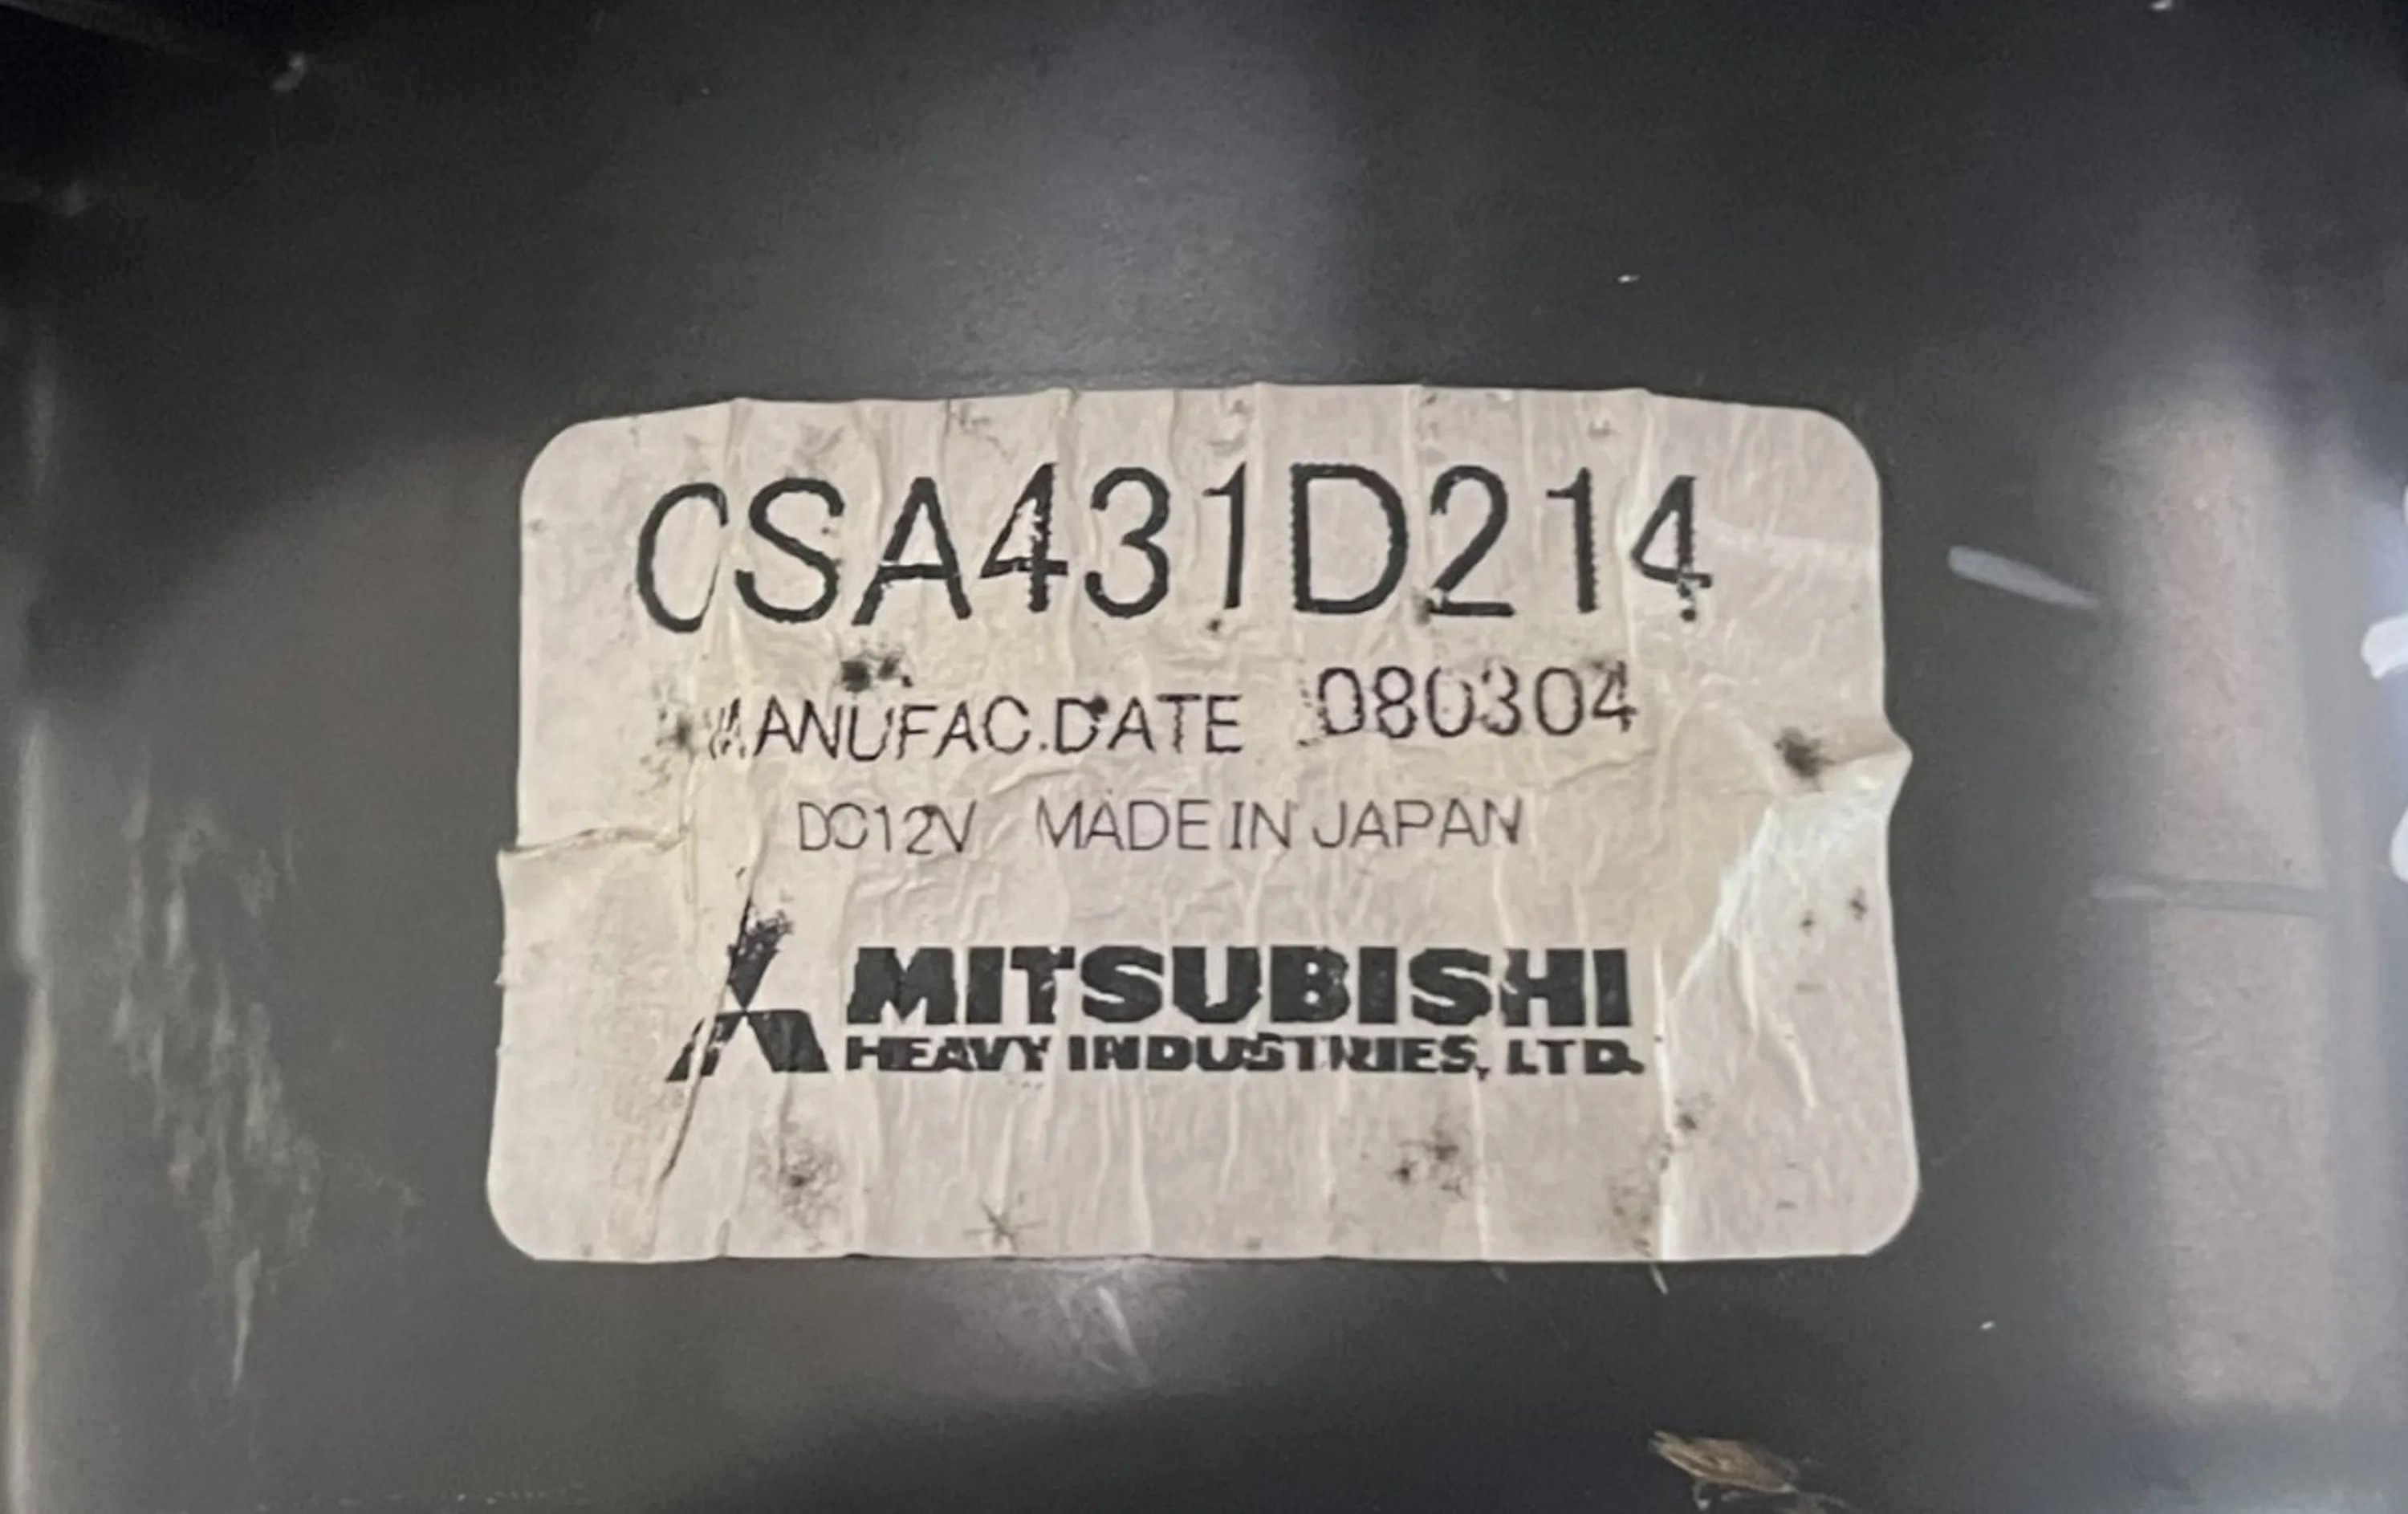 CSA431D214
MANUFAC.DATE 080304
DC12V MADE IN JAPAN
MITSUBISHI
HEAVY INDUSTRIES, LTD.